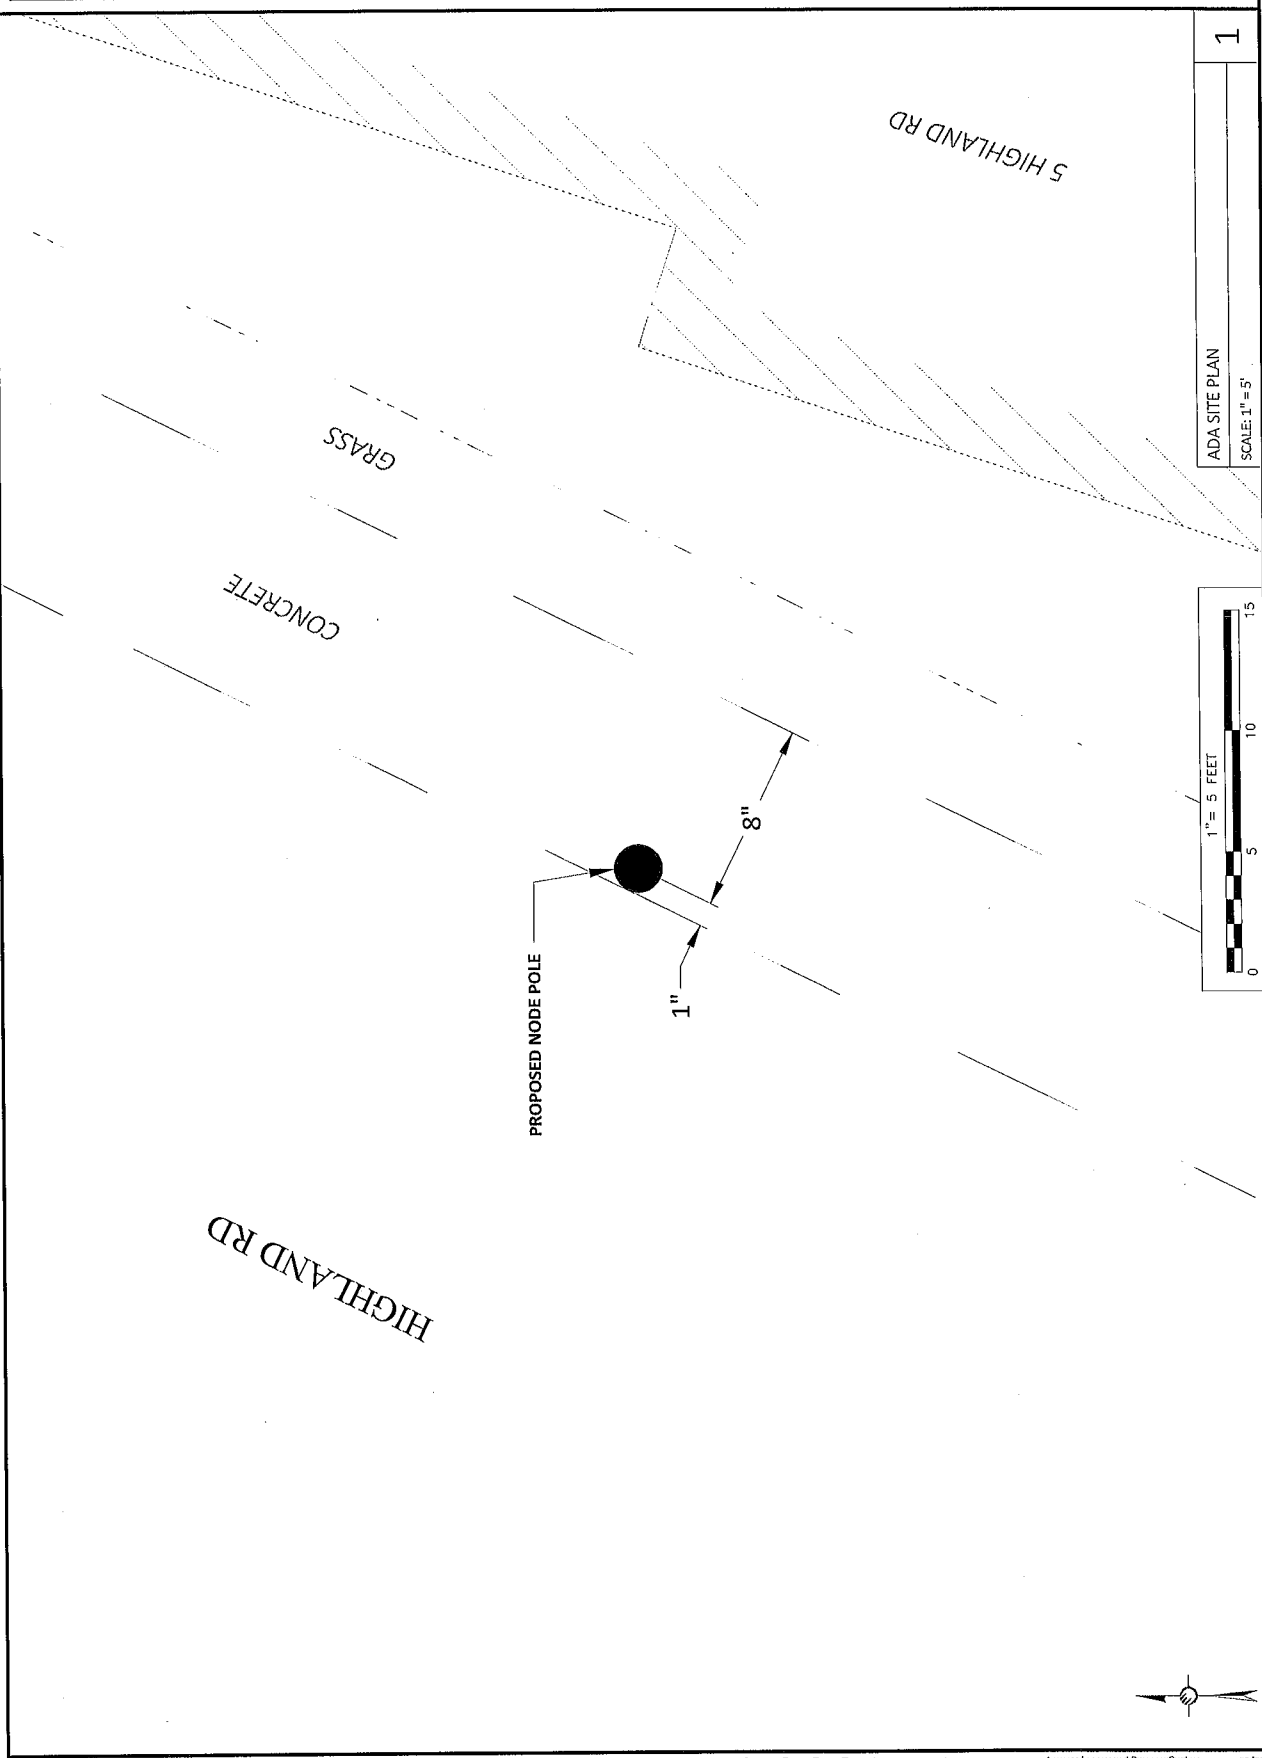 5 HIGHLAND RD
GRASS
CONCRETE
8"
1"
PROPOSED NODE POLE
HIGHLAND RD
ADA SITE PLAN
SCALE: 1" = 5'
1
1"= 5 FEET
0 5 10 15